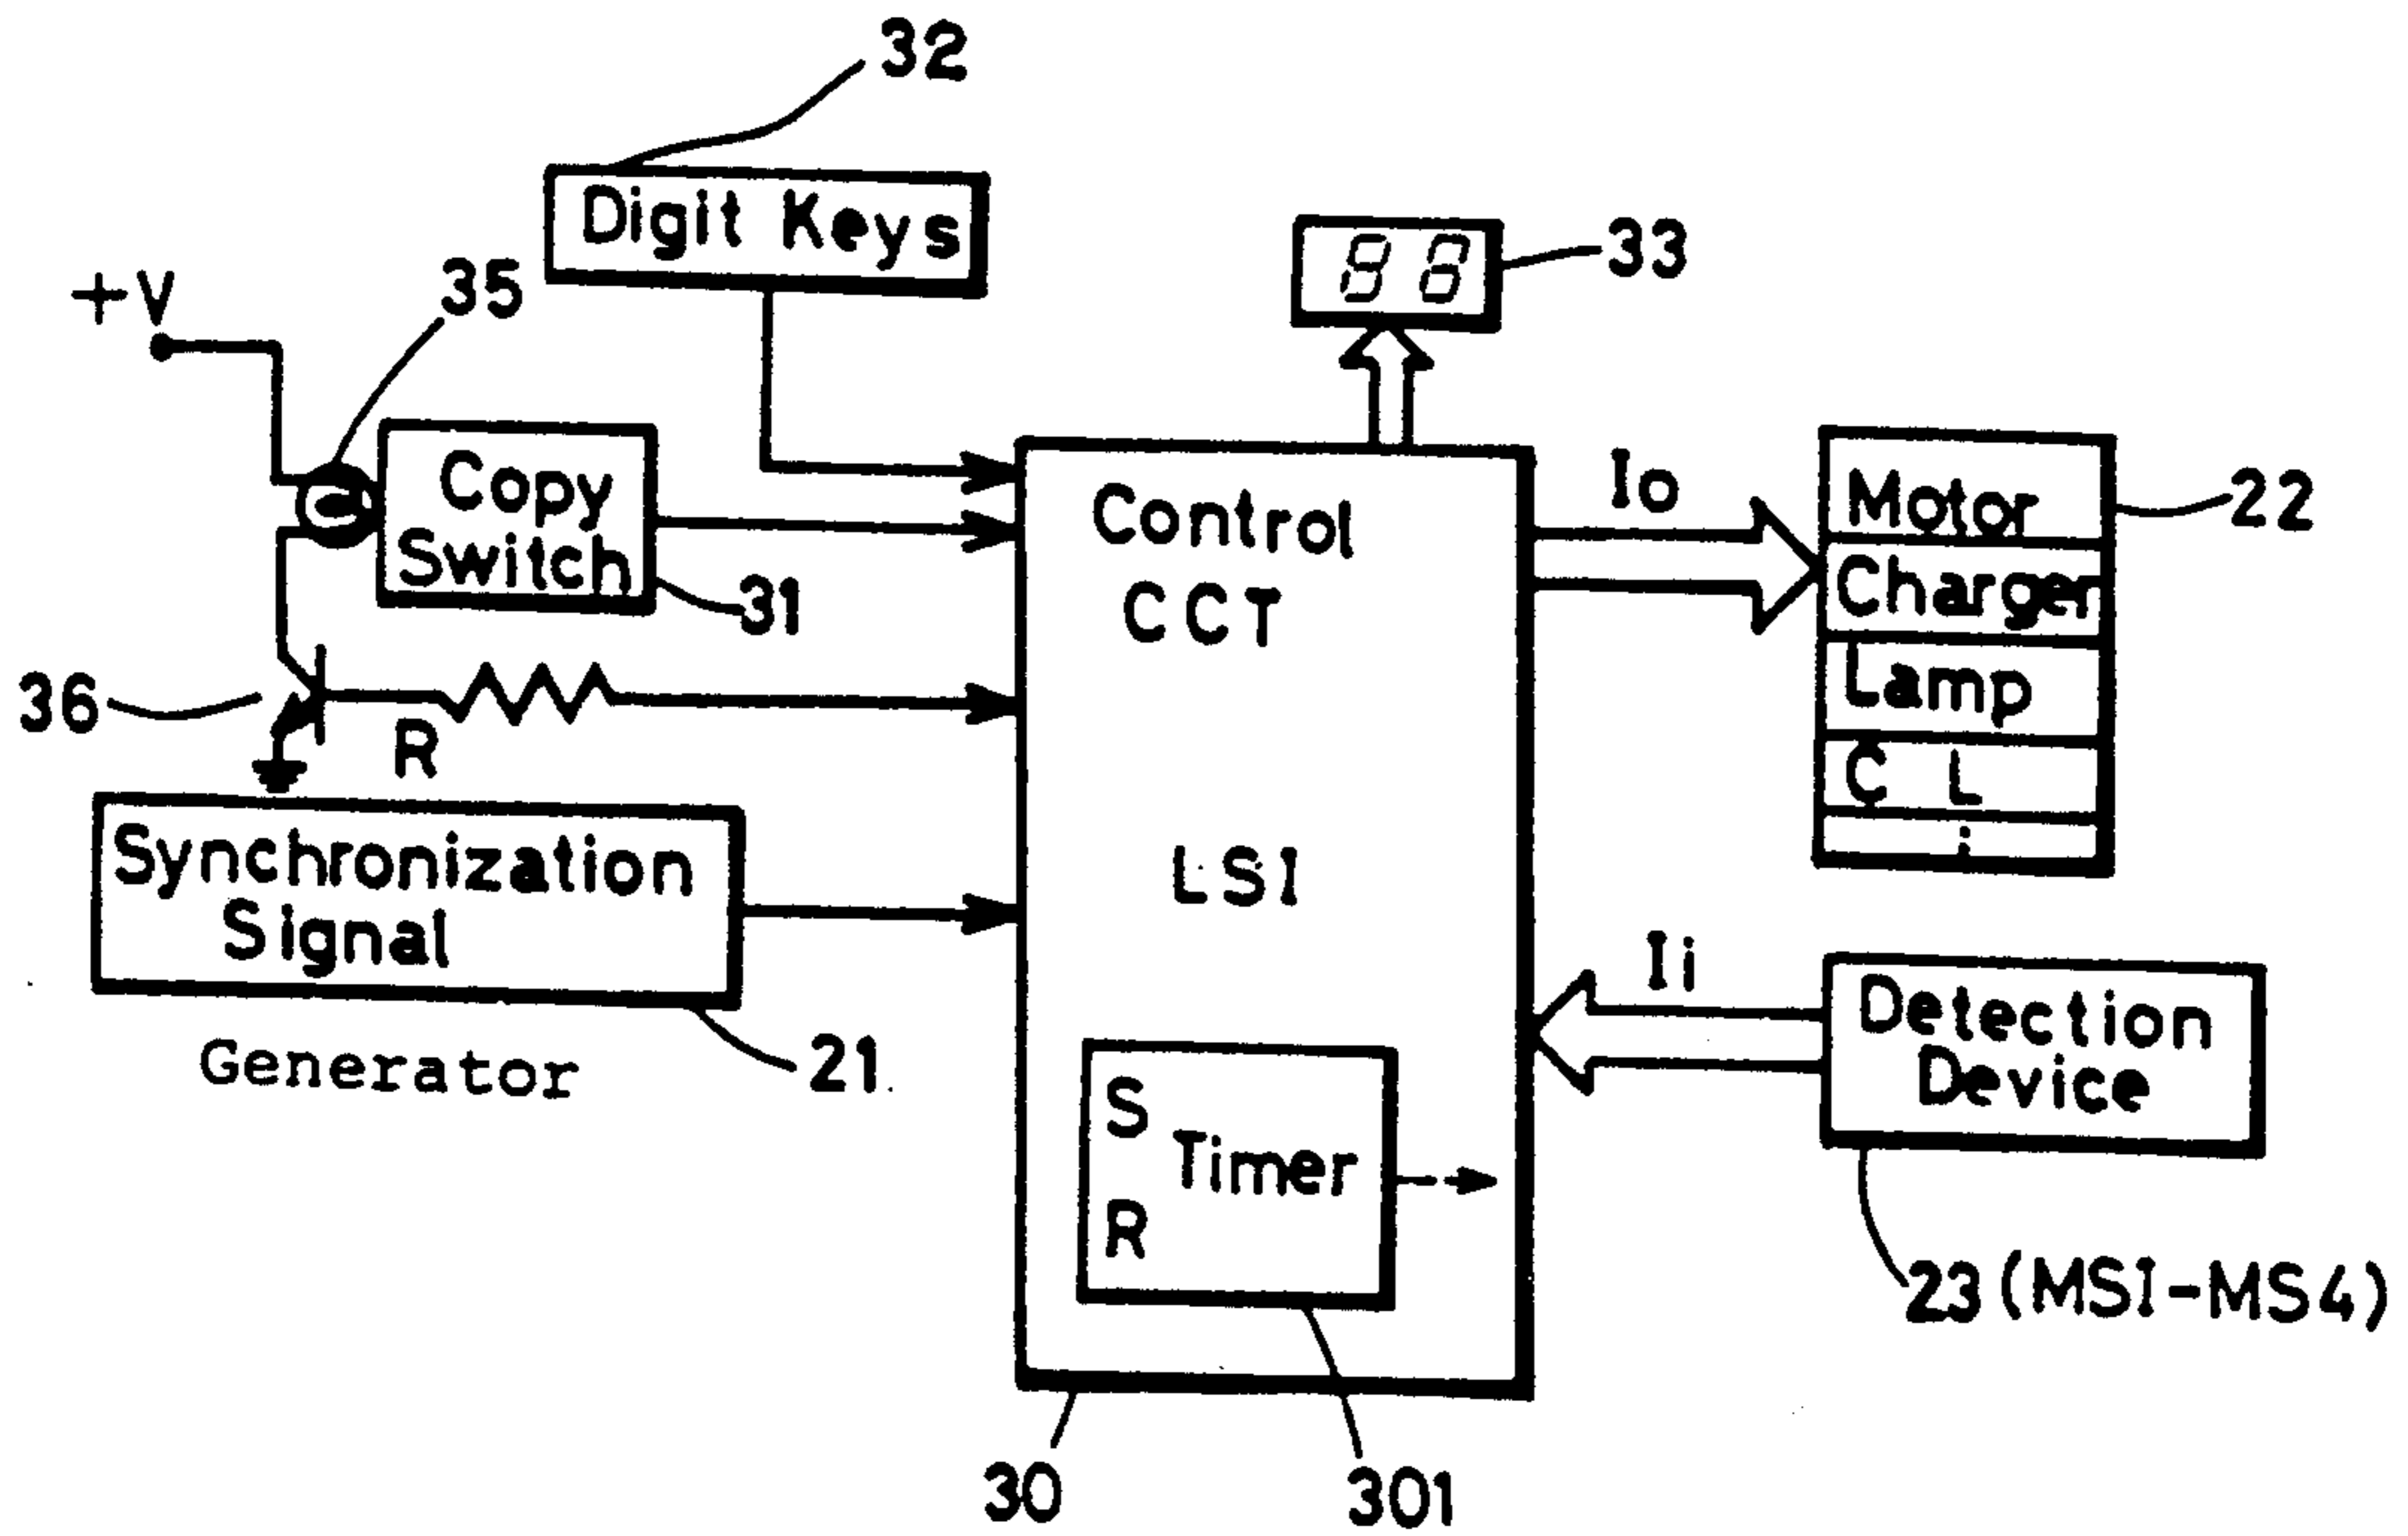 32
Digit Keys
33
+V
35
Copy
Switch
31
Control
CCT
LSI
Io
Motor
Charger
Lamp
C L
22
36
R
Synchronization
Signal
Generator
21
Ii
Detection
Device
23 (MSI-MS4)
S
Timer
R
30
301